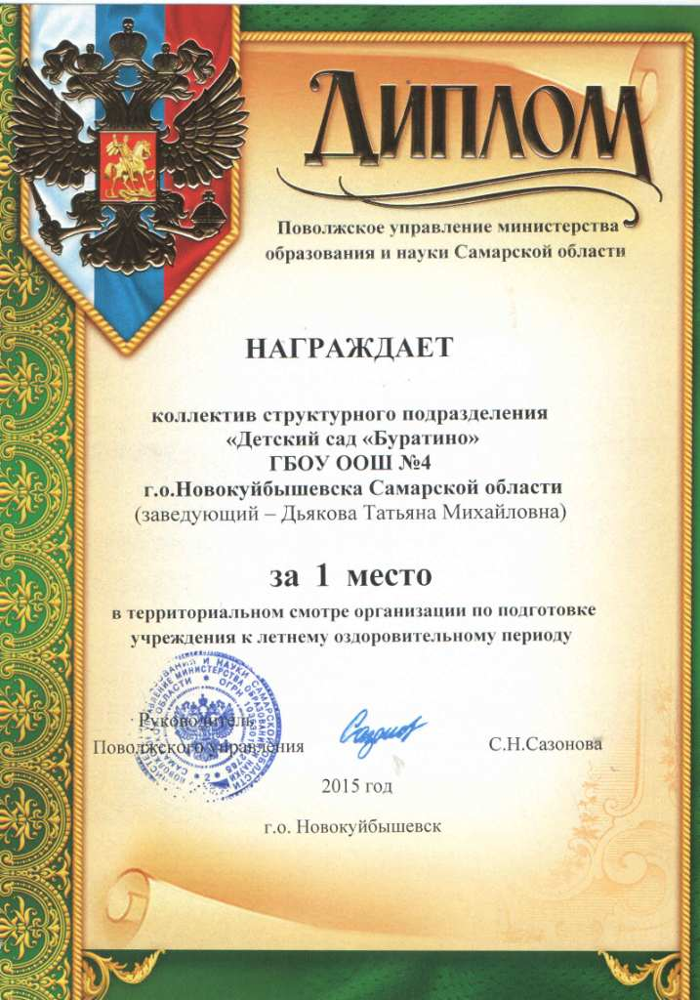 ДИПЛОМ
Поволжское управление министерства
образования и науки Самарской области
НАГРАЖДАЕТ
коллектив структурного подразделения
«Детский сад «Буратино»
ГБОУ ООШ №4
г.о.Новокуйбышевска Самарской области
(заведующий – Дьякова Татьяна Михайловна)
за 1 место
в территориальном смотре организации по подготовке
учреждения к летнему оздоровительному периоду
Руководитель
Поволжского управления
С.Н.Сазонова
2015 год
г.о. Новокуйбышевск